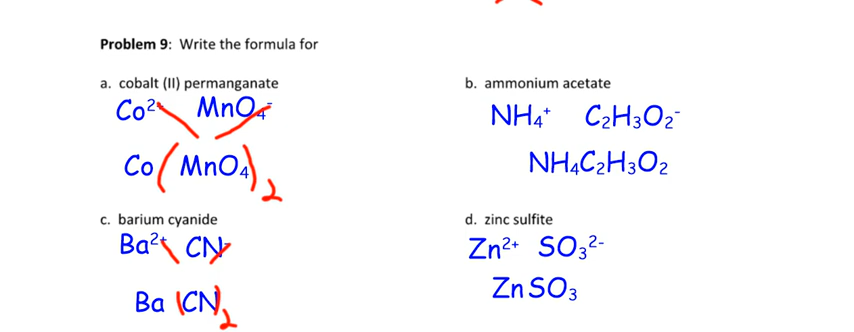 Problem 9: Write the formula for
a. cobalt (II) permanganate
Co²⁺ MnO₄⁻
Co(MnO₄)₂
b. ammonium acetate
NH₄⁺ C₂H₃O₂⁻
NH₄C₂H₃O₂
c. barium cyanide
Ba²⁺ CN⁻
Ba(CN)₂
d. zinc sulfite
Zn²⁺ SO₃²⁻
ZnSO₃